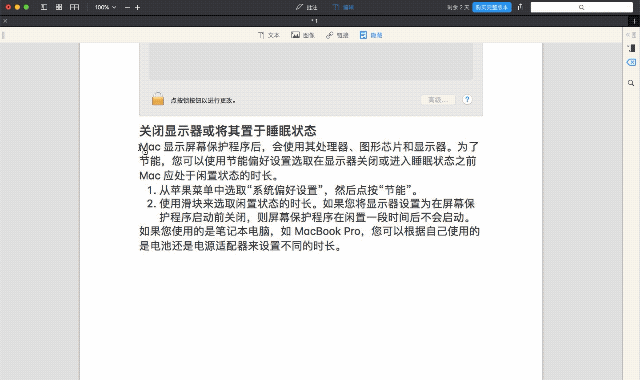 100%
批注
编辑
剩余 2 天
购买完整版本
* 1
文本
图像
链接
隐藏
点按锁按钮以进行更改。
高级...
?
关闭显示器或将其置于睡眠状态
Mac 显示屏幕保护程序后，会使用其处理器、图形芯片和显示器。为了
节能，您可以使用节能偏好设置选取在显示器关闭或进入睡眠状态之前
Mac 应处于闲置状态的时长。
1. 从苹果菜单中选取“系统偏好设置”，然后点按“节能”。
2. 使用滑块来选取闲置状态的时长。如果您将显示器设置为在屏幕保
护程序启动前关闭，则屏幕保护程序在闲置一段时间后不会启动。
如果您使用的是笔记本电脑，如 MacBook Pro，您可以根据自己使用的
是电池还是电源适配器来设置不同的时长。